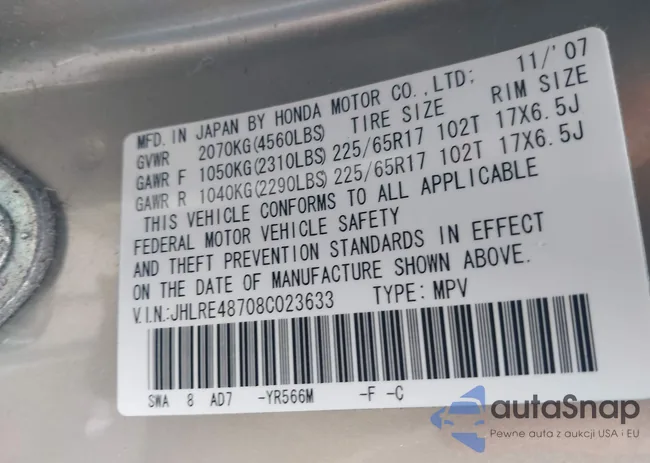 MFD. IN JAPAN BY HONDA MOTOR CO.,LTD; 11/'07
GVWR 2070KG(4560LBS) TIRE SIZE RIM SIZE
GAWR F 1050KG(2310LBS) 225/65R17 102T 17X6.5J
GAWR R 1040KG(2290LBS) 225/65R17 102T 17X6.5J
THIS VEHICLE CONFORMS TO ALL APPLICABLE
FEDERAL MOTOR VEHICLE SAFETY
AND THEFT PREVENTION STANDARDS IN EFFECT
ON THE DATE OF MANUFACTURE SHOWN ABOVE.
V.I.N.:JHLRE48708C023633 TYPE: MPV
SWA 8 AD7 -YR566M -F -C
autaSnap
Pewne auta z aukcji USA i EU